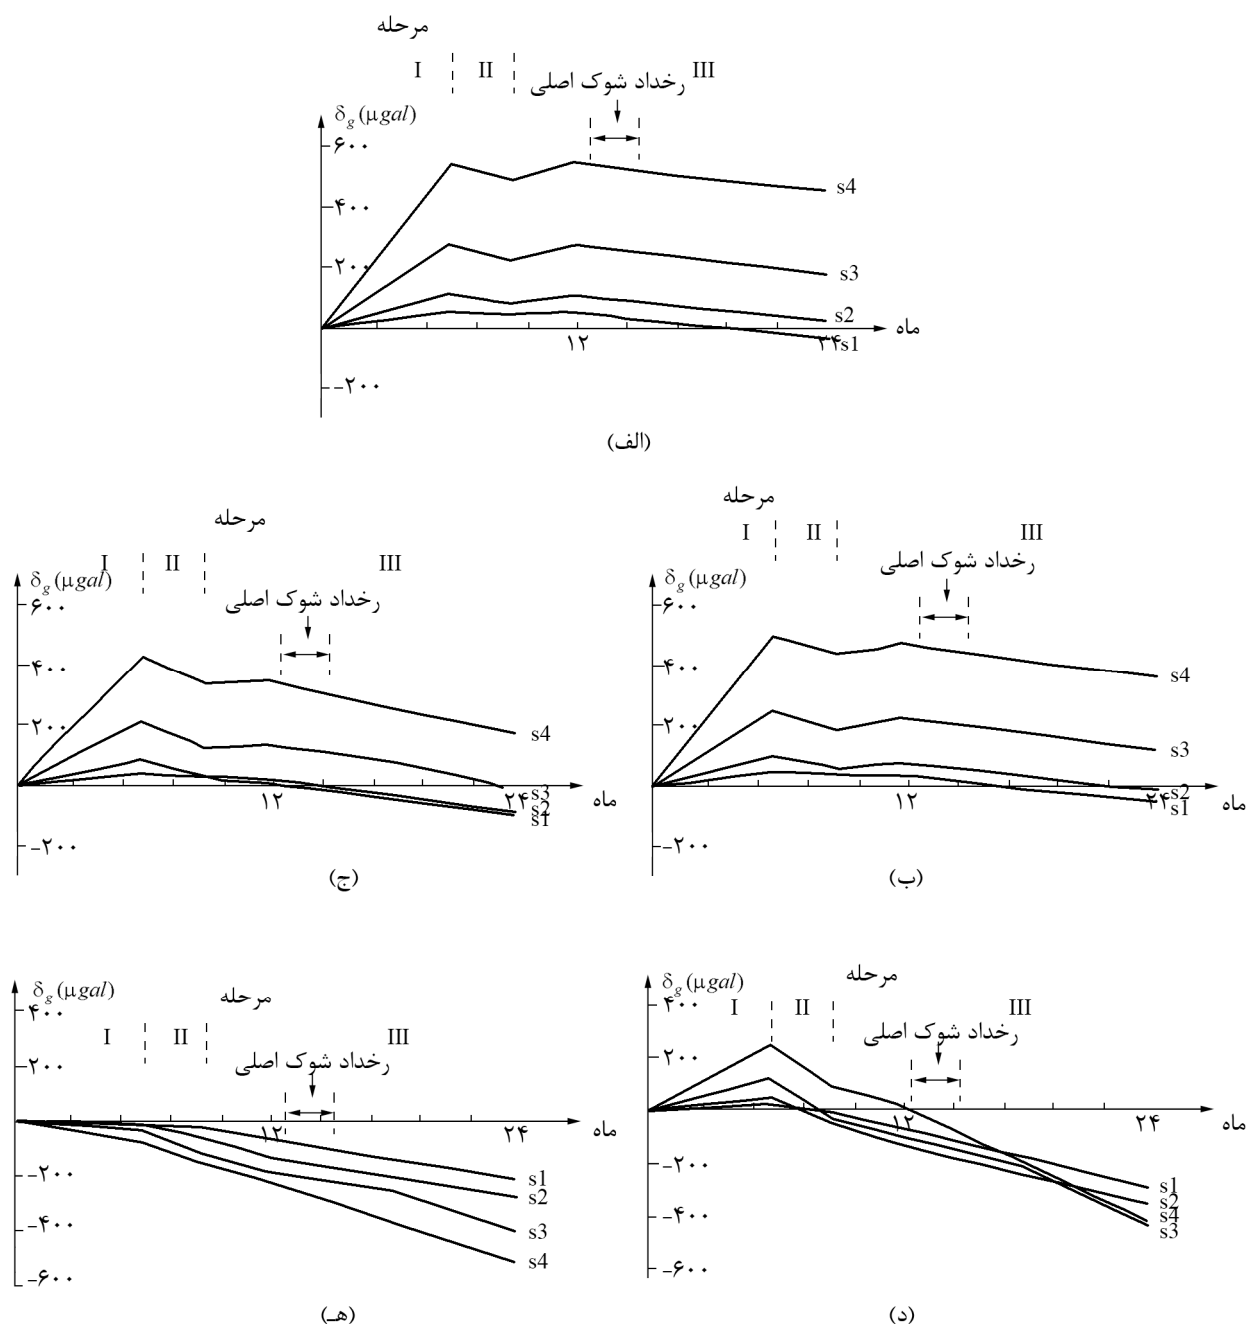 مرحله
I II III
رخداد شوک اصلی
δg (μgal)
۶۰۰
۴۰۰
۲۰۰
-۲۰۰
s4
s3
s2
s1
۱۲
۲۴
ماه
(الف)
مرحله
I II III
رخداد شوک اصلی
δg (μgal)
۶۰۰
۴۰۰
۲۰۰
-۲۰۰
s4
s3
s2
s1
۱۲
۲۴
ماه
(ب)
مرحله
I II III
رخداد شوک اصلی
δg (μgal)
۶۰۰
۴۰۰
۲۰۰
-۲۰۰
s4
s3
s2
s1
۱۲
۲۴
ماه
(ج)
مرحله
I II III
رخداد شوک اصلی
δg (μgal)
۴۰۰
۲۰۰
-۲۰۰
-۴۰۰
-۶۰۰
۱۲
۲۴
ماه
s1
s2
s4
s3
(د)
مرحله
I II III
رخداد شوک اصلی
δg (μgal)
۴۰۰
۲۰۰
-۲۰۰
-۴۰۰
-۶۰۰
۱۲
۲۴
ماه
s1
s2
s3
s4
(هـ)